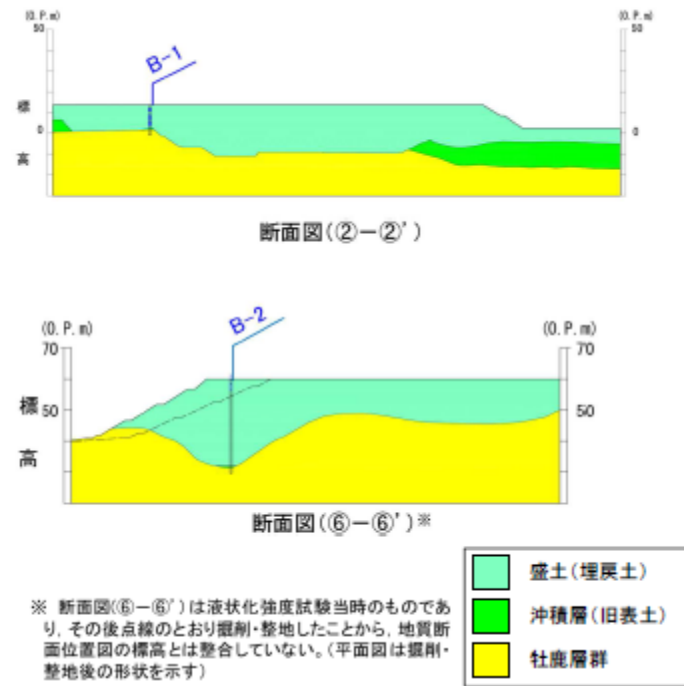 (O.P.m)
(O.P.m)
50
50
B-1
標
0
0
高
断面図(②-②')
B-2
(O.P.m)
(O.P.m)
70
70
標
50
50
高
断面図(⑥-⑥')※
盛土(埋戻土)
沖積層(旧表土)
牡鹿層群
※ 断面図(⑥-⑥')は液状化強度試験当時のものであ
り，その後点線のとおり掘削・整地したことから，地質断
面位置図の標高とは整合していない。(平面図は掘削・
整地後の形状を示す)